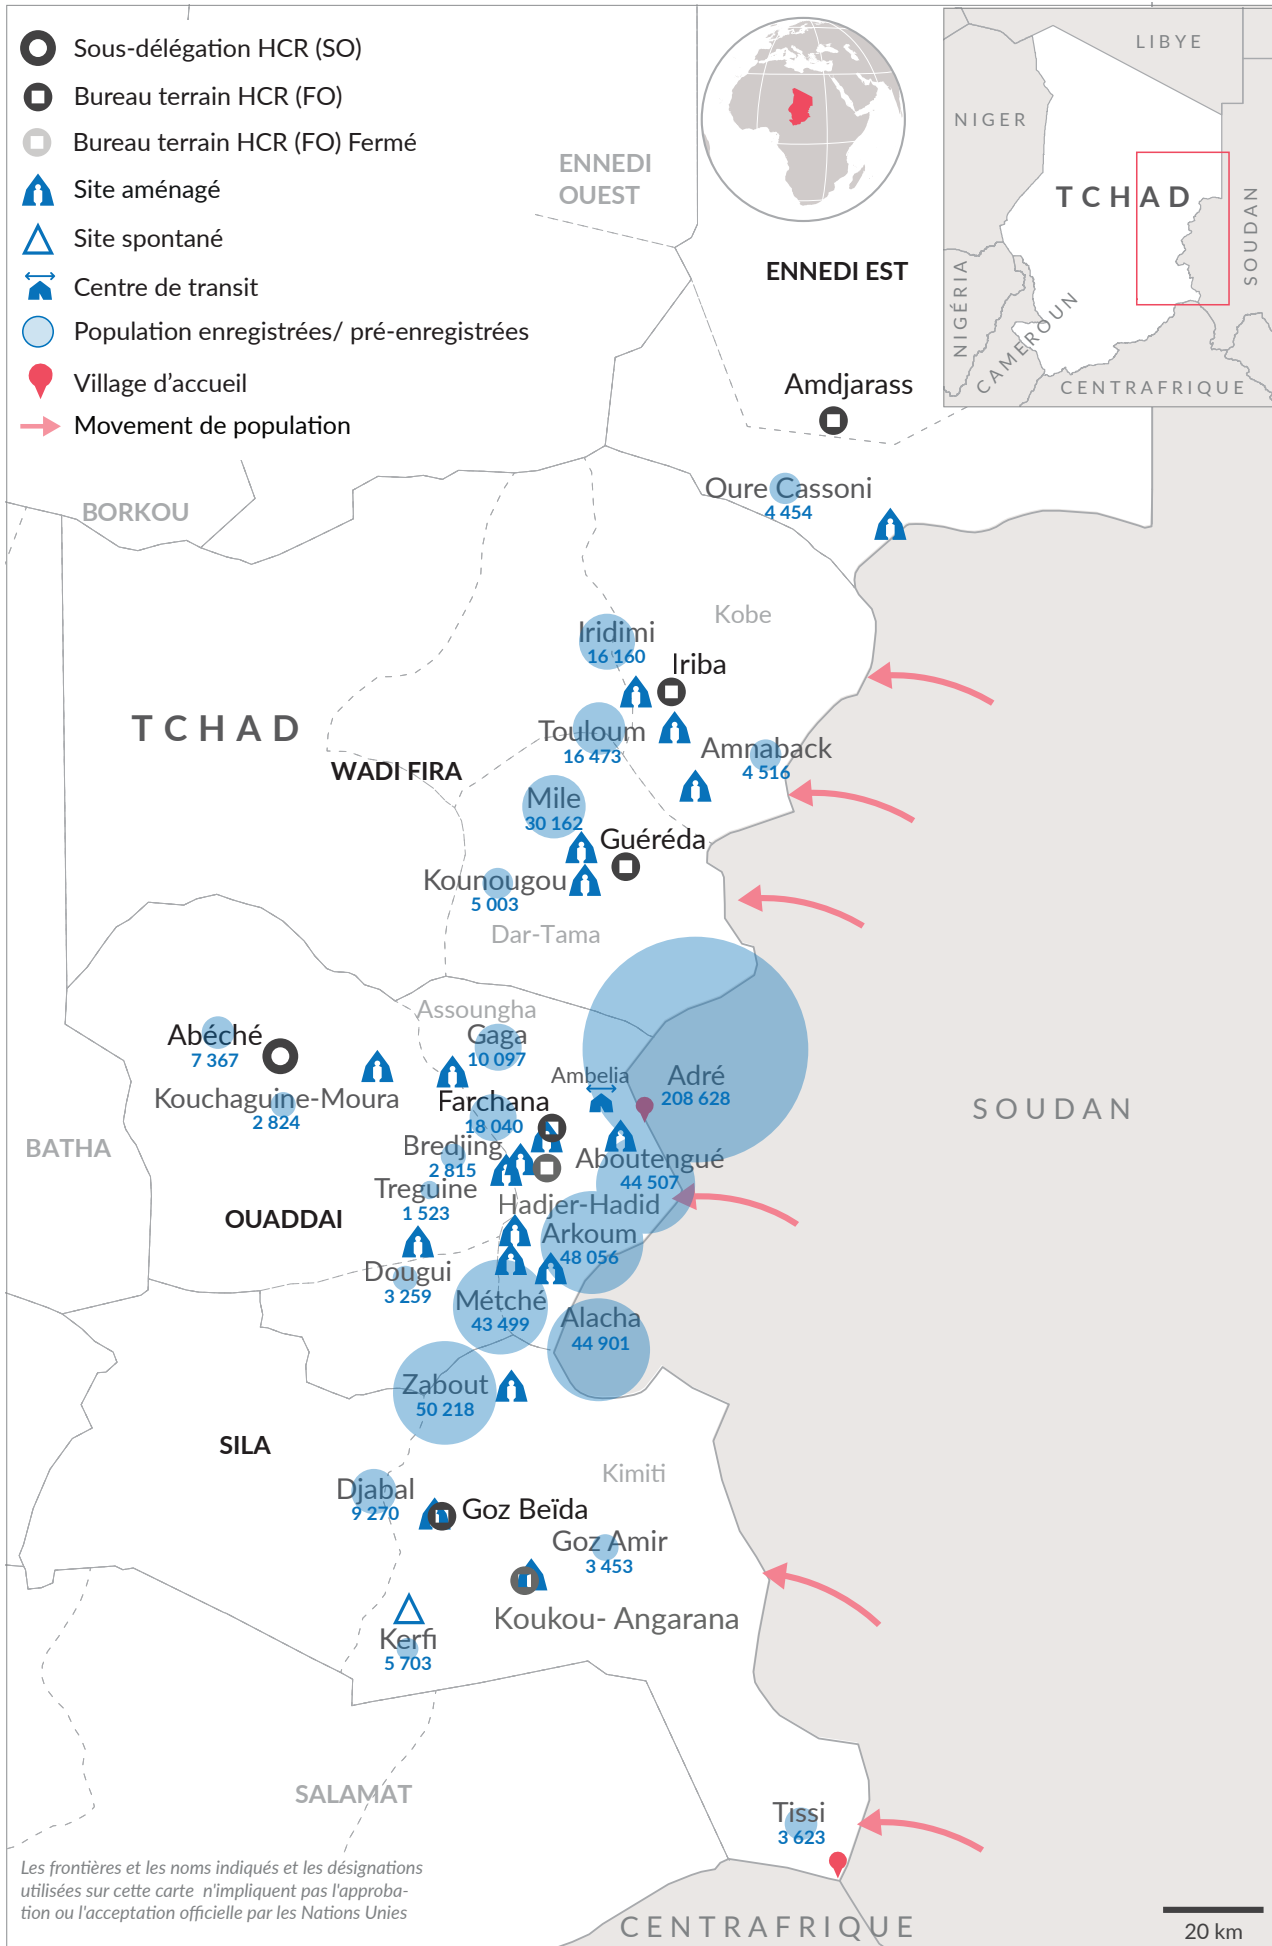 Sous-délégation HCR (SO)
Bureau terrain HCR (FO)
Bureau terrain HCR (FO) Fermé
Site aménagé
Site spontané
Centre de transit
Population enregistrées/ pré-enregistrées
Village d'accueil
Movement de population
LIBYE
NIGER
TCHAD
SOUDAN
NIGÉRIA
CAMEROUN
CENTRAFRIQUE
ENNEDI
OUEST
ENNEDI EST
Amdjarass
Oure Cassoni
4 454
BORKOU
Kobe
Iridimi
16 160
Iriba
TCHAD
Touloum
16 473
Amnaback
4 516
WADI FIRA
Mile
30 162
Guéréda
Kounougou
5 003
Dar-Tama
Assoungha
Gaga
10 097
Abéché
7 367
Ambelia
Adré
208 628
Kouchaguine-Moura
2 824
Farchana
18 040
SOUDAN
BATHA
Bredjing
2 815
Aboutengué
44 507
Treguine
1 523
Hadjer-Hadid
OUADDAI
Arkoum
48 056
Dougui
3 259
Métché
43 499
Alacha
44 901
Zabout
50 218
SILA
Kimiti
Djabal
9 270
Goz Beïda
Goz Amir
3 453
Koukou- Angarana
Kerfi
5 703
SALAMAT
Tissi
3 623
Les frontières et les noms indiqués et les désignations
utilisées sur cette carte n'impliquent pas l'approba-
tion ou l'acceptation officielle par les Nations Unies
CENTRAFRIQUE
20 km